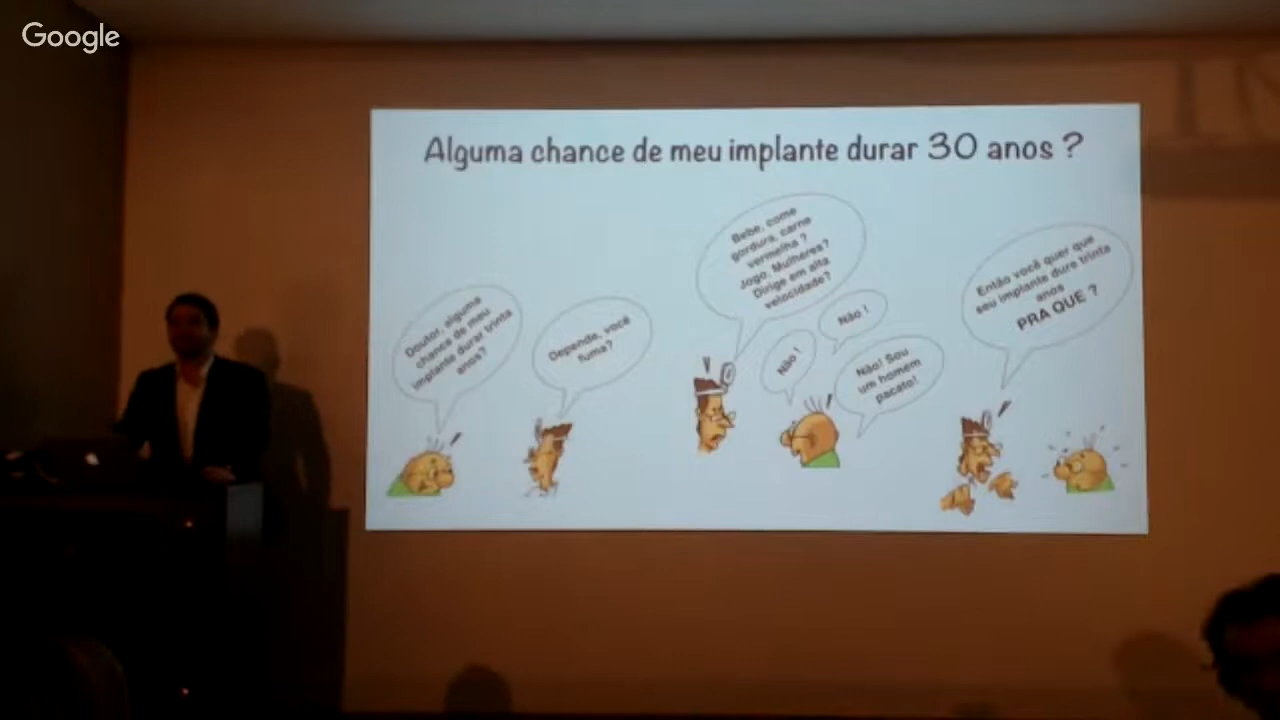 Google
IN
Alguma chance de meu implante durar 30 anos ?
Doutor, alguma
chance de meu
implante durar trinta
anos?
Depende, você
fuma?
Bebe, come
gordura, carne
vermelha ?
Jogo, Mulheres?
Dirige em alta
velocidade?
Não !
Não !
Não! Sou
um homem
pacato!
Então você quer que
seu implante dure trinta
anos
PRA QUE ?